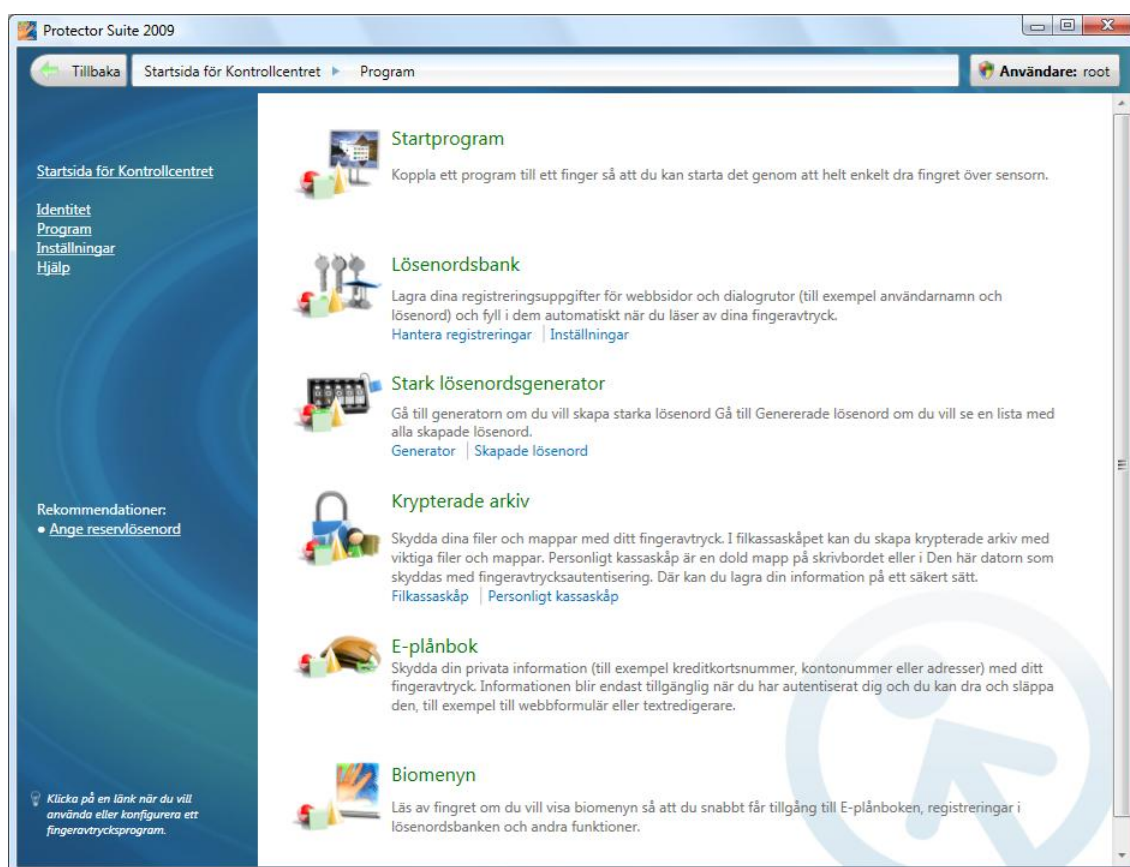 Protector Suite 2009
Tillbaka
Startsida för Kontrollcentret
Program
Användare: root
Startsida för Kontrollcentret
Identitet
Program
Inställningar
Hjälp
Rekommendationer:
● Ange reservlösenord
Klicka på en länk när du vill
använda eller konfigurera ett
fingeravtrycksprogram.
Startprogram
Koppla ett program till ett finger så att du kan starta det genom att helt enkelt dra fingret över sensorn.
Lösenordsbank
Lagra dina registreringsuppgifter för webbsidor och dialogrutor (till exempel användarnamn och
lösenord) och fyll i dem automatiskt när du läser av dina fingeravtryck.
Hantera registreringar | Inställningar
Stark lösenordsgenerator
Gå till generatorn om du vill skapa starka lösenord Gå till Genererade lösenord om du vill se en lista med
alla skapade lösenord.
Generator | Skapade lösenord
Krypterade arkiv
Skydda dina filer och mappar med ditt fingeravtryck. I filkassaskåpet kan du skapa krypterade arkiv med
viktiga filer och mappar. Personligt kassaskåp är en dold mapp på skrivbordet eller i Den här datorn som
skyddas med fingeravtrycksautentisering. Där kan du lagra din information på ett säkert sätt.
Filkassaskåp | Personligt kassaskåp
E-plånbok
Skydda din privata information (till exempel kreditkortsnummer, kontonummer eller adresser) med ditt
fingeravtryck. Informationen blir endast tillgänglig när du har autentiserat dig och du kan dra och släppa
den, till exempel till webbformulär eller textredigerare.
Biomenyn
Läs av fingret om du vill visa biomenyn så att du snabbt får tillgång till E-plånboken, registreringar i
lösenordsbanken och andra funktioner.